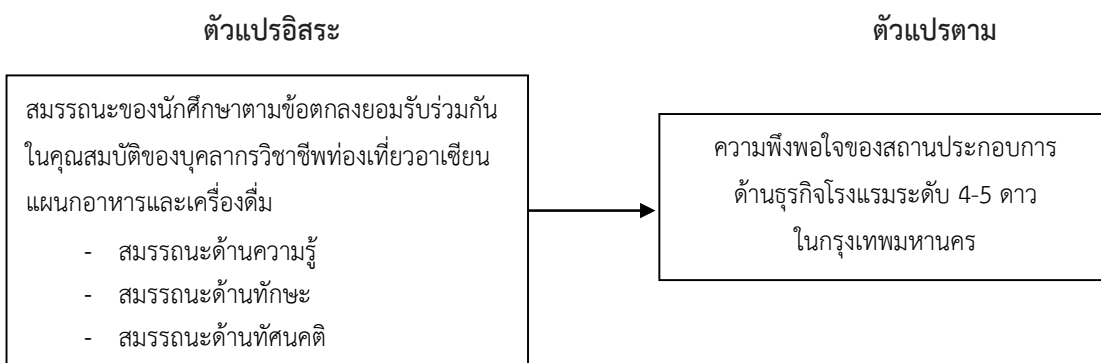 ตัวแปรอิสระ
ตัวแปรตาม
สมรรถนะของนักศึกษาตามข้อตกลงยอมรับร่วมกัน
ในคุณสมบัติของบุคลากรวิชาชีพท่องเที่ยวอาเซียน
แผนกอาหารและเครื่องดื่ม
- สมรรถนะด้านความรู้
- สมรรถนะด้านทักษะ
- สมรรถนะด้านทัศนคติ
ความพึงพอใจของสถานประกอบการ
ด้านธุรกิจโรงแรมระดับ 4-5 ดาว
ในกรุงเทพมหานคร